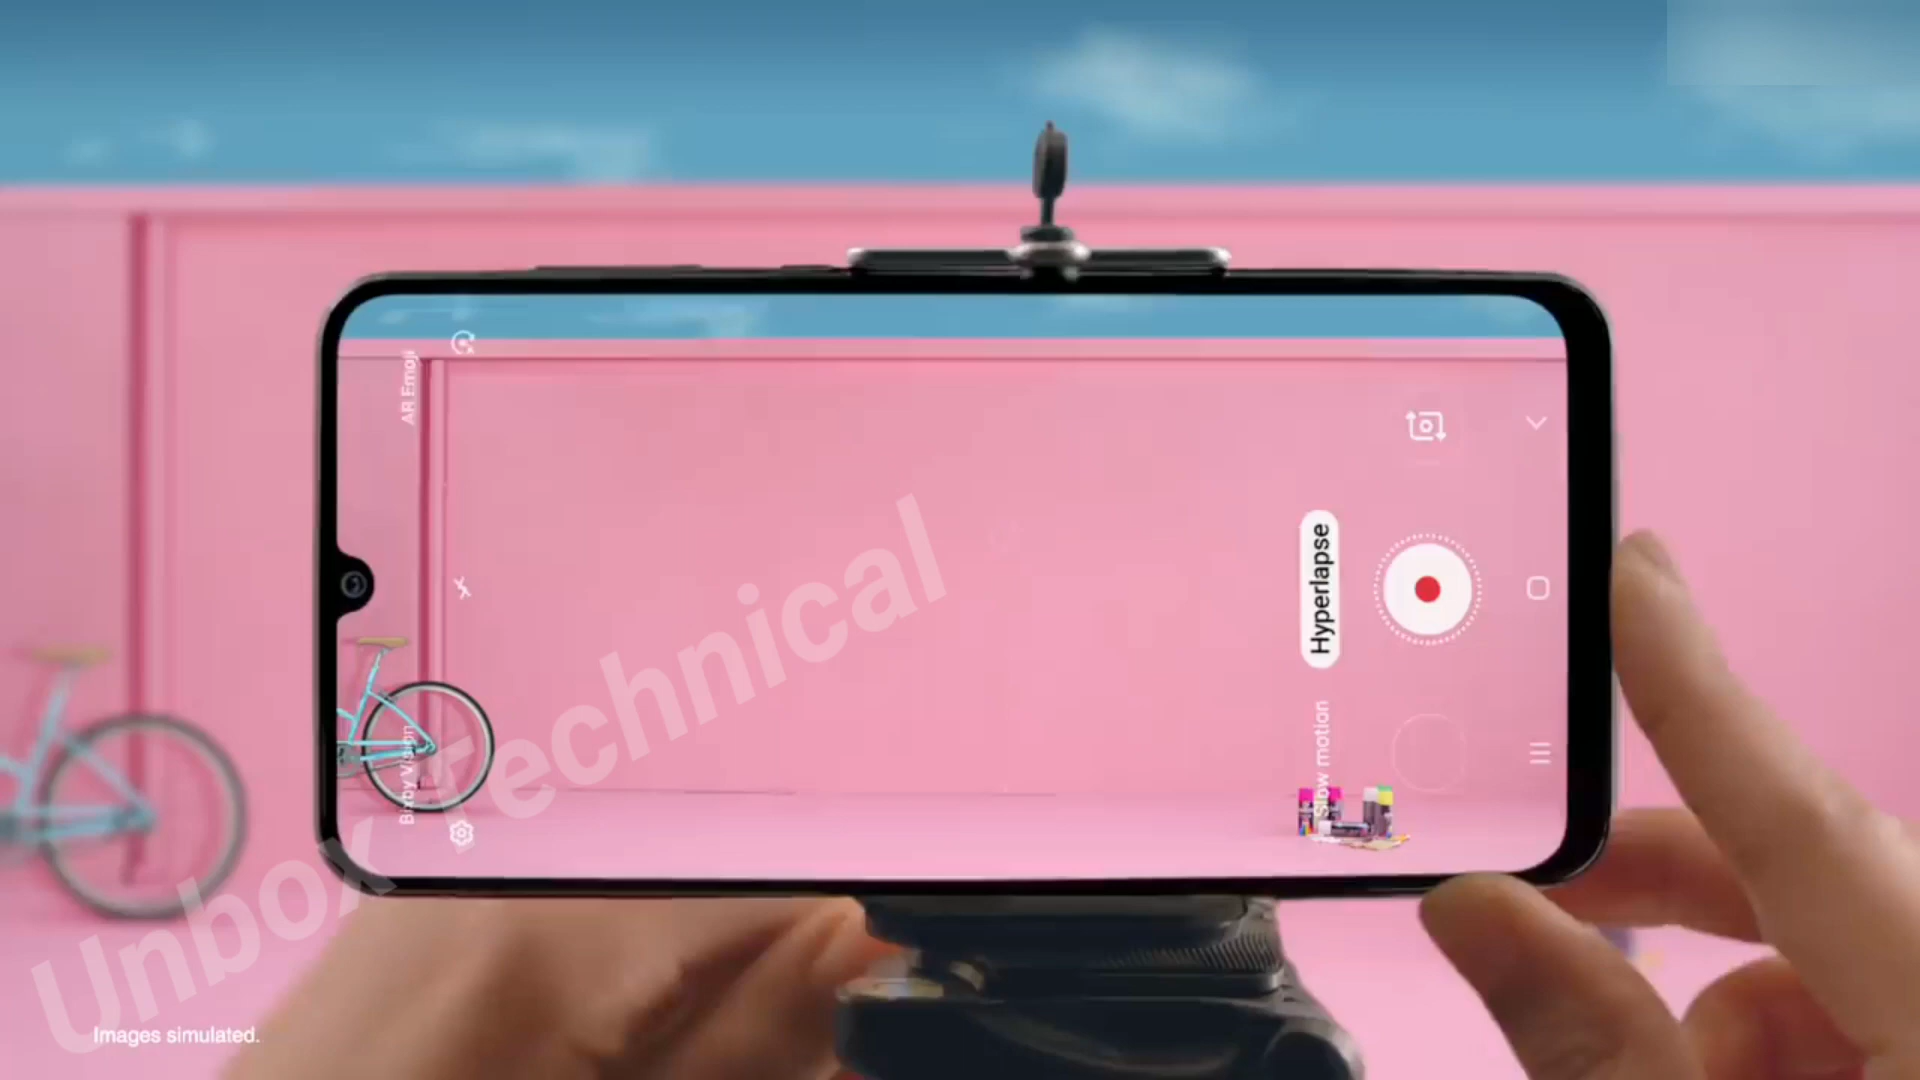 AR Emoji
Bixby Vision
Hyperlapse
Slow motion
Unbox Technical
Images simulated.